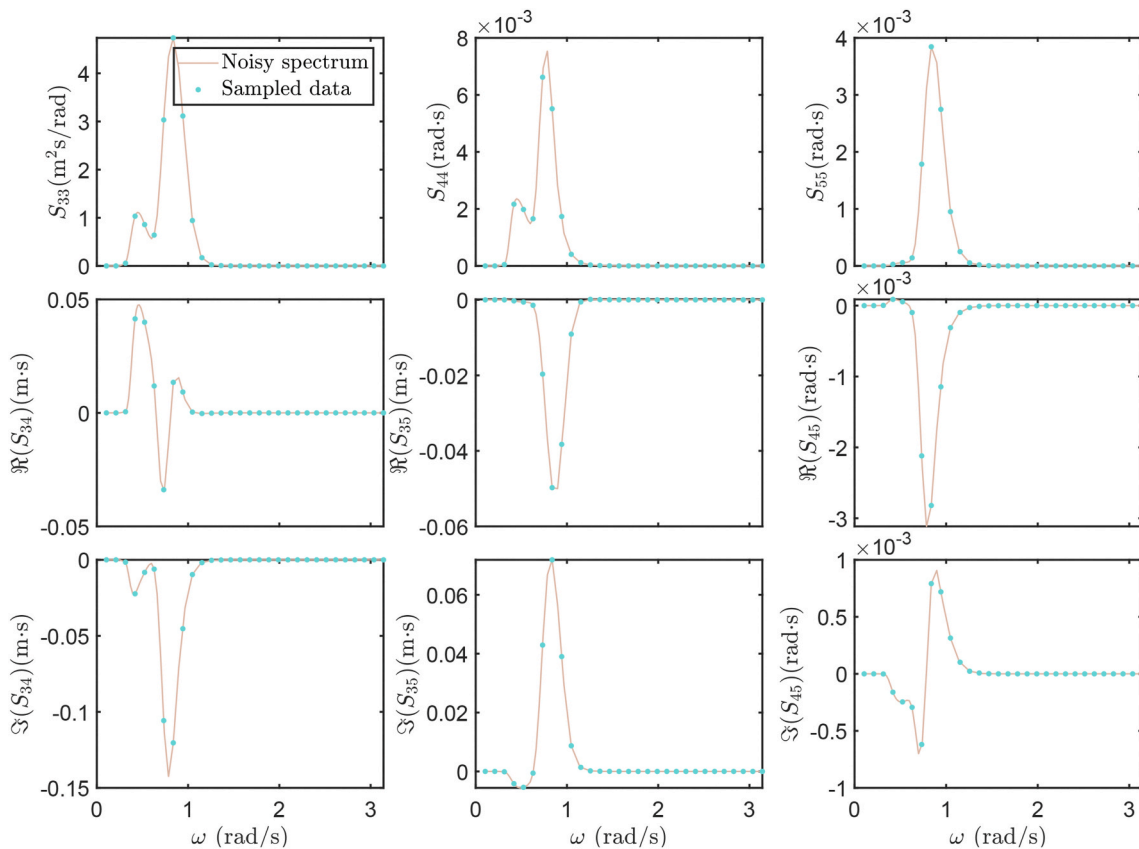 4
3
2
1
0
S₃₃(m²s/rad)
Noisy spectrum
Sampled data
×10⁻³
8
6
4
2
0
S₄₄(rad·s)
×10⁻³
4
3
2
1
0
S₅₅(rad·s)
0.05
0
-0.05
ℜ(S₃₄)(m·s)
0
-0.02
-0.04
-0.06
ℜ(S₃₅)(m·s)
×10⁻³
0
-1
-2
-3
ℜ(S₄₅)(rad·s)
0
-0.05
-0.1
-0.15
ℑ(S₃₄)(m·s)
0 1 2 3
ω (rad/s)
0.06
0.04
0.02
0
ℑ(S₃₅)(m·s)
0 1 2 3
ω (rad/s)
×10⁻³
1
0.5
0
-0.5
-1
ℑ(S₄₅)(rad·s)
0 1 2 3
ω (rad/s)